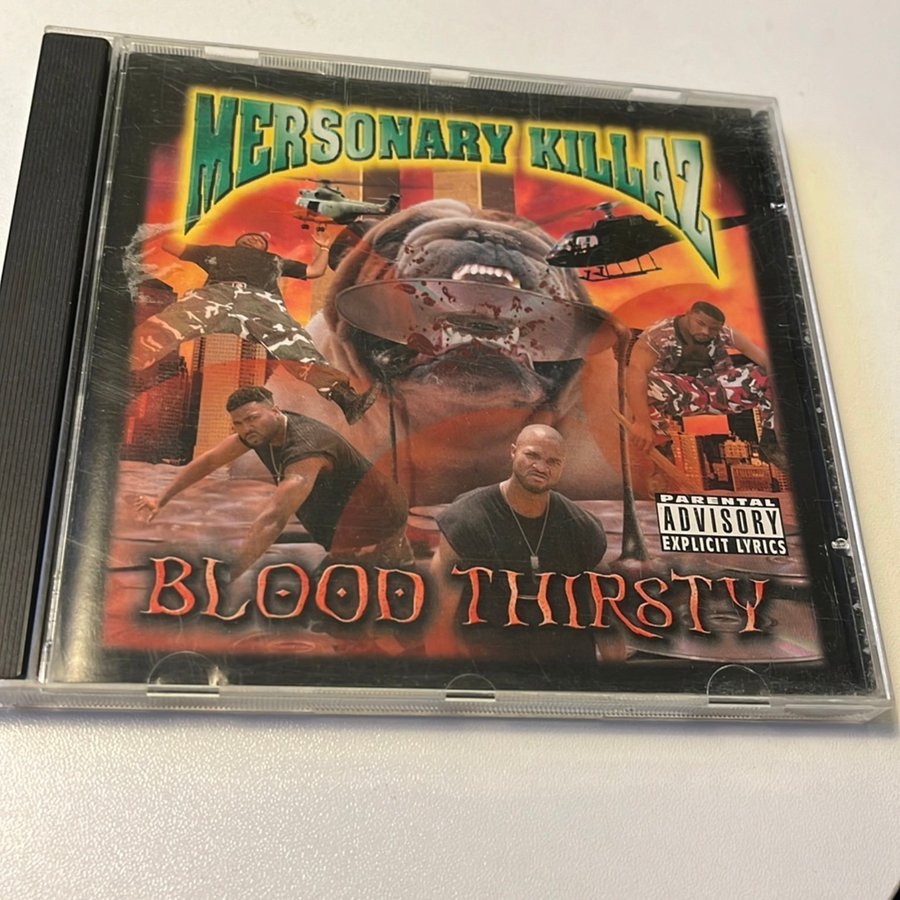 MERSONARY KILLAZ
PARENTAL
ADVISORY
EXPLICIT LYRICS
BLOOD THIRSTY